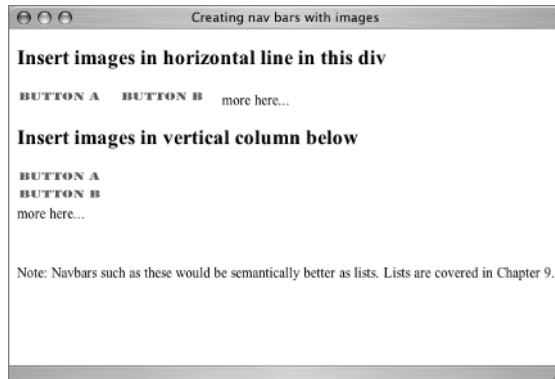 Creating nav bars with images
Insert images in horizontal line in this div
BUTTON A BUTTON B more here...
Insert images in vertical column below
BUTTON A
BUTTON B
more here...
Note: Navbars such as these would be semantically better as lists. Lists are covered in Chapter 9.